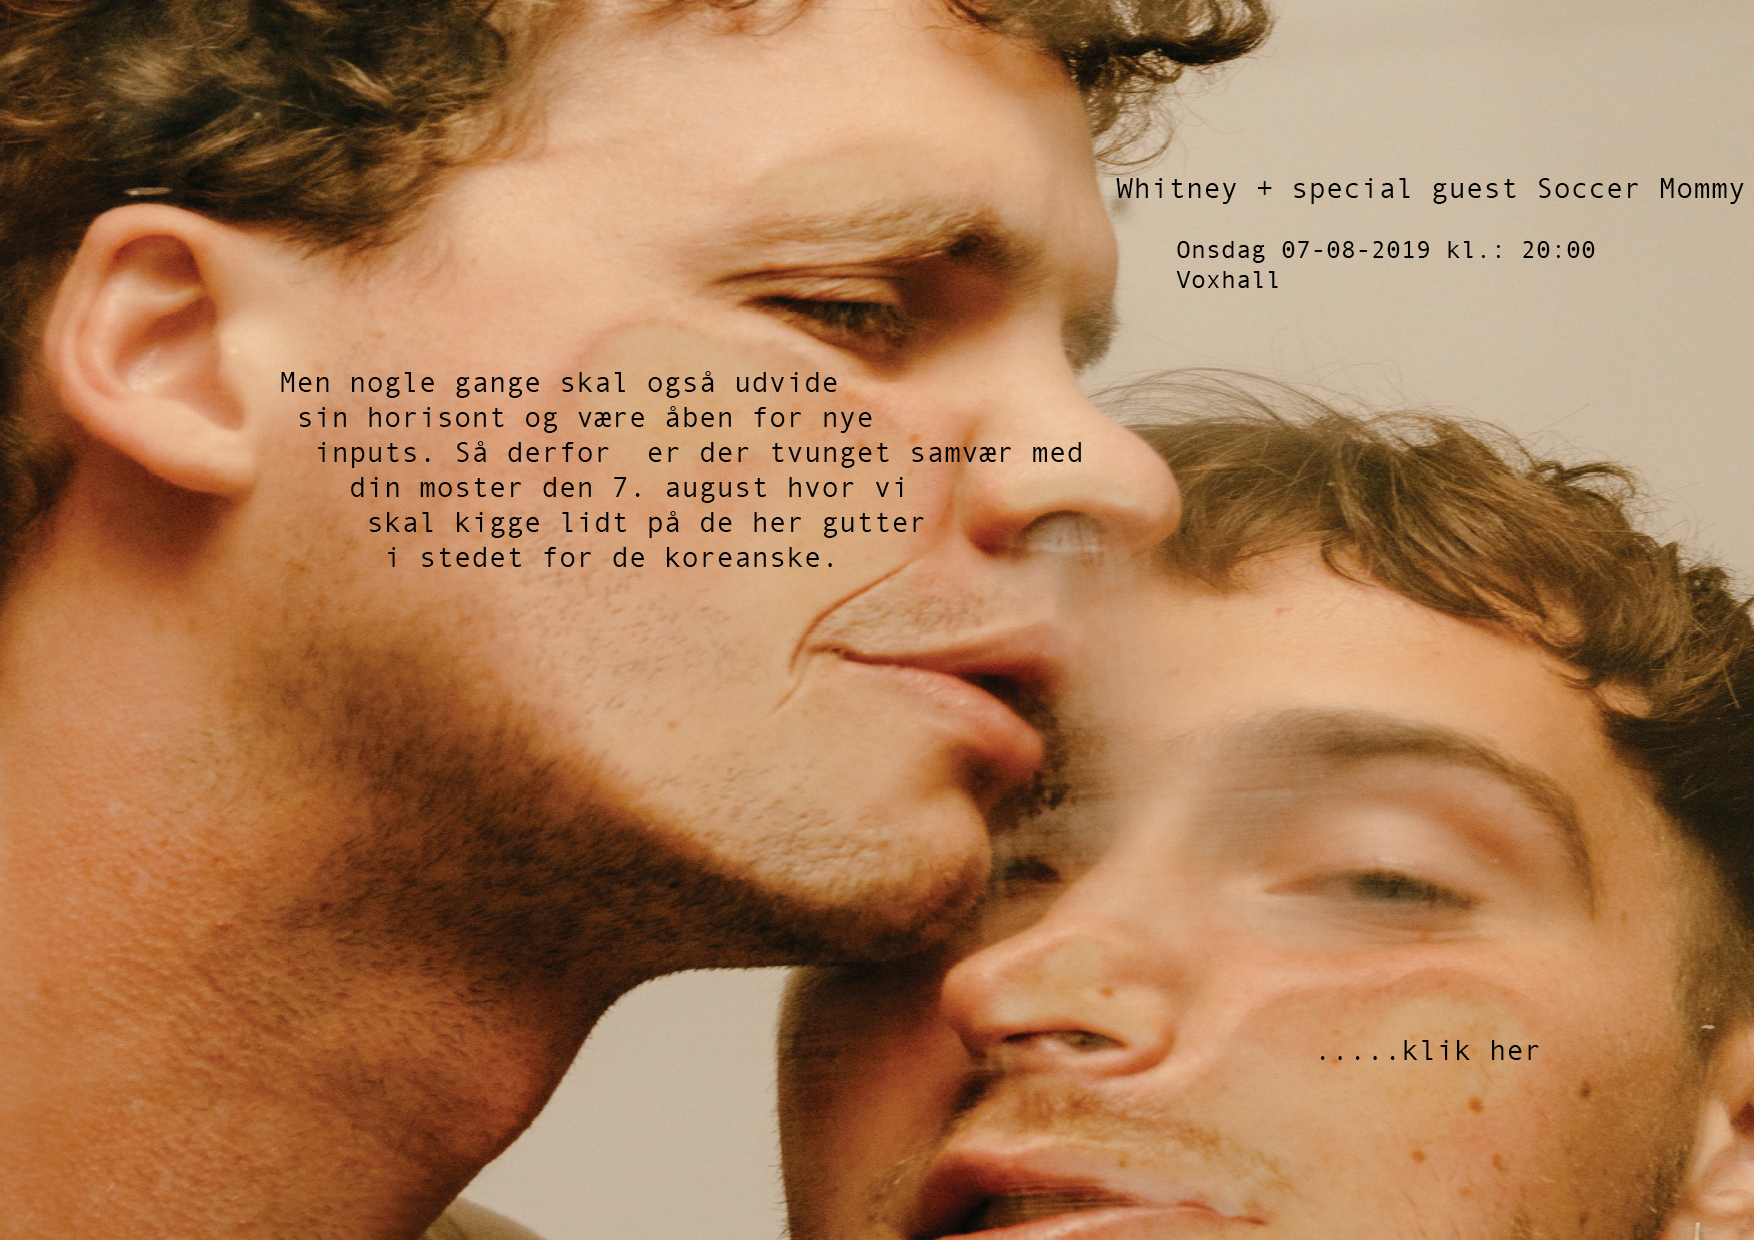 Whitney + special guest Soccer Mommy
Onsdag 07-08-2019 kl.: 20:00
Voxhall
Men nogle gange skal også udvide
sin horisont og være åben for nye
inputs. Så derfor  er der tvunget samvær med
din moster den 7. august hvor vi
skal kigge lidt på de her gutter
i stedet for de koreanske.
.....klik her